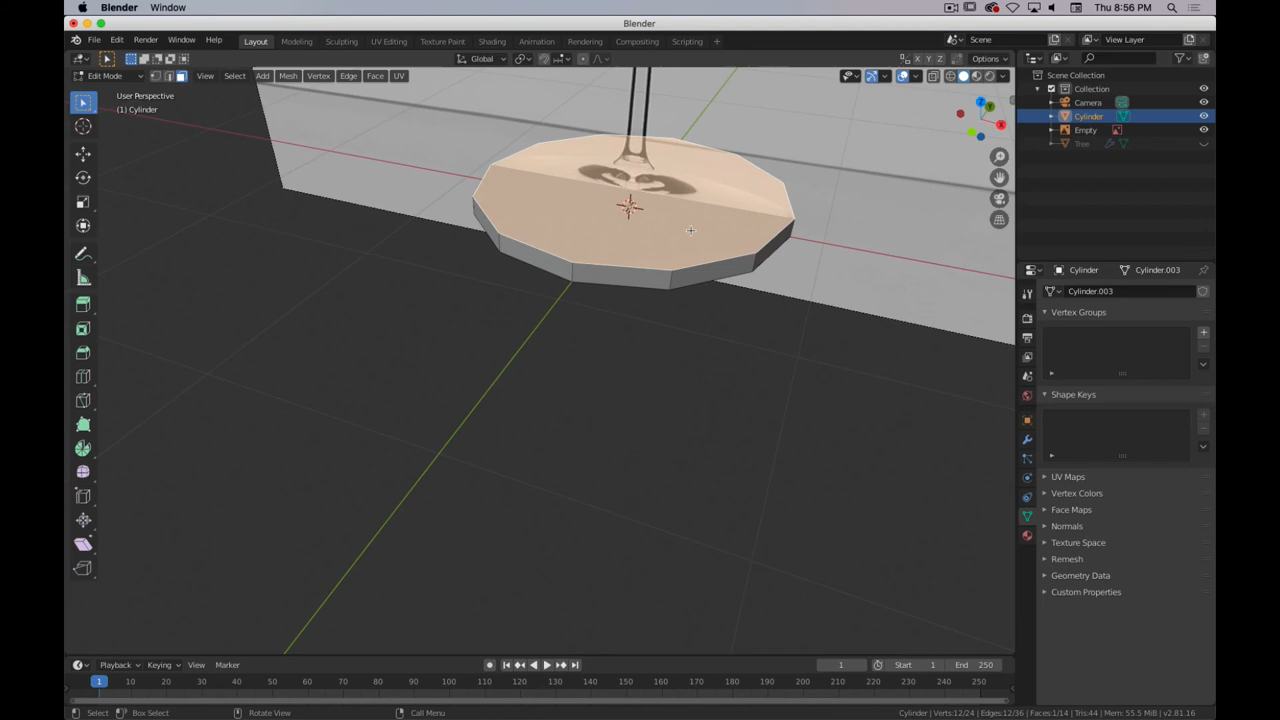 Blender Window Thu 8:56 PM
Blender
File Edit Render Window Help Layout Modeling Sculpting UV Editing Texture Paint Shading Animation Rendering Compositing Scripting + Scene View Layer
Global X Y Z Options
Edit Mode View Select Add Mesh Vertex Edge Face UV
User Perspective
(1) Cylinder
Z
Y
X
Scene Collection
Collection
Camera
Cylinder
Empty
Tree
Cylinder Cylinder.003
Cylinder.003
Vertex Groups
Shape Keys
UV Maps
Vertex Colors
Face Maps
Normals
Texture Space
Remesh
Geometry Data
Custom Properties
Playback Keying View Marker 1 Start 1 End 250
1 10 20 30 40 50 60 70 80 90 100 110 120 130 140 150 160 170 180 190 200 210 220 230 240 250
Select Box Select Rotate View Call Menu Cylinder | Verts:12/24 | Edges:12/36 | Faces:1/14 | Tris:44 | Mem: 55.5 MiB | v2.81.16